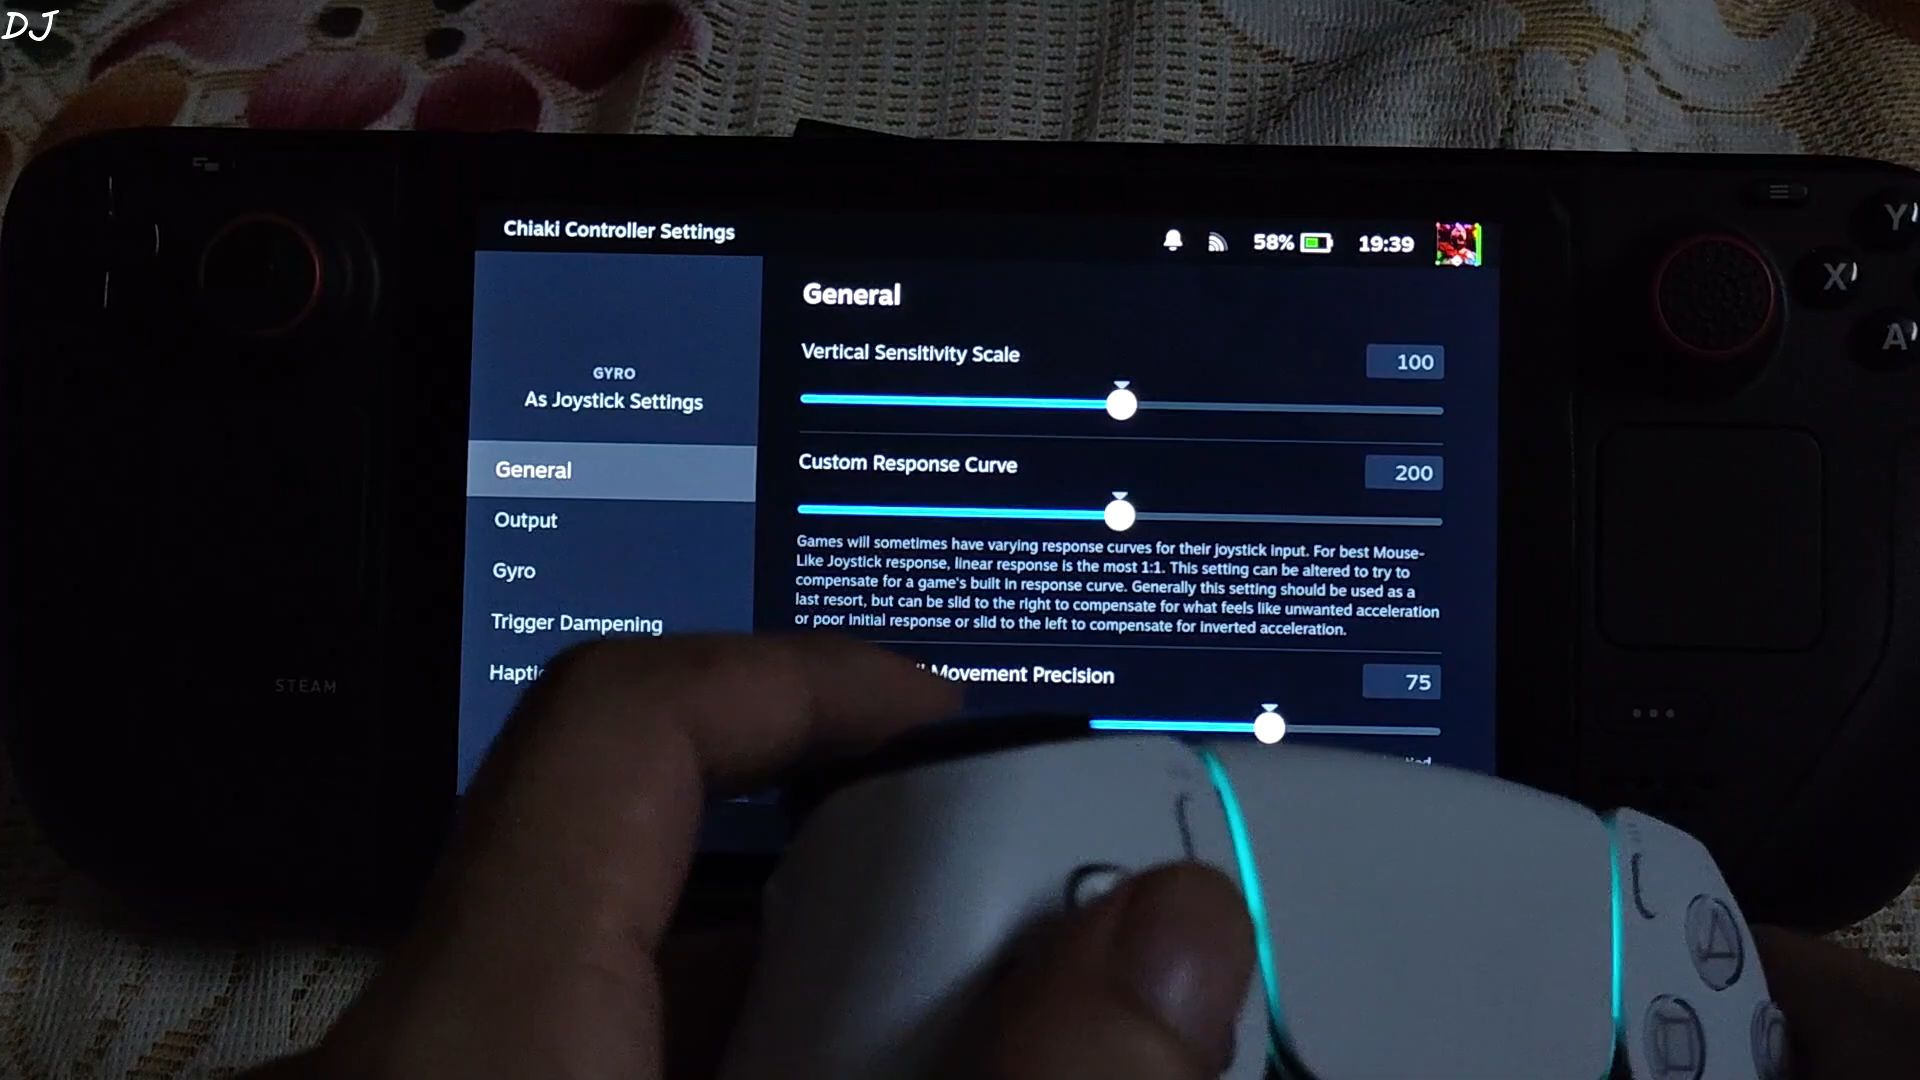 DJ
Chiaki Controller Settings
58%
19:39
GYRO
As Joystick Settings
General
Output
Gyro
Trigger Dampening
Haptic
General
Vertical Sensitivity Scale
100
Custom Response Curve
200
Games will sometimes have varying response curves for their joystick input. For best Mouse-
Like Joystick response, linear response is the most 1:1. This setting can be altered to try to
compensate for a game's built in response curve. Generally this setting should be used as a
last resort, but can be slid to the right to compensate for what feels like unwanted acceleration
or poor initial response or slid to the left to compensate for inverted acceleration.
Movement Precision
75
STEAM
Y
X
A